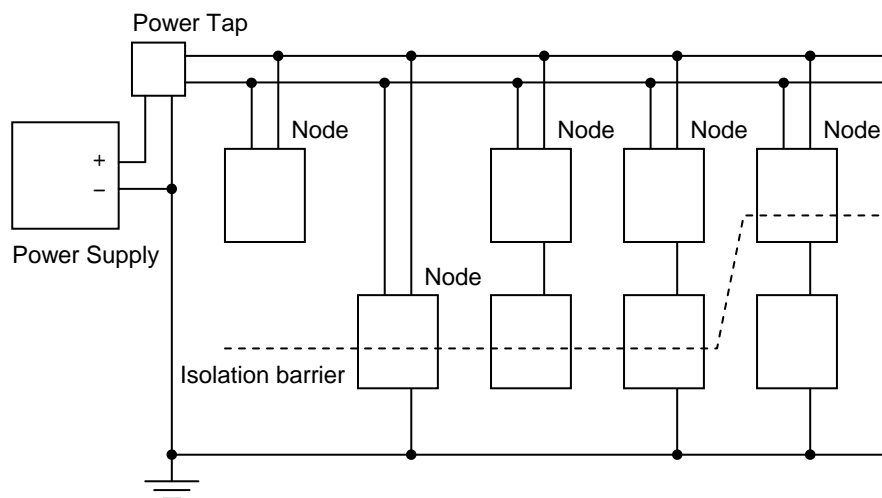 Power Tap
Node
Node
Node
Node
+
−
Power Supply
Node
Isolation barrier